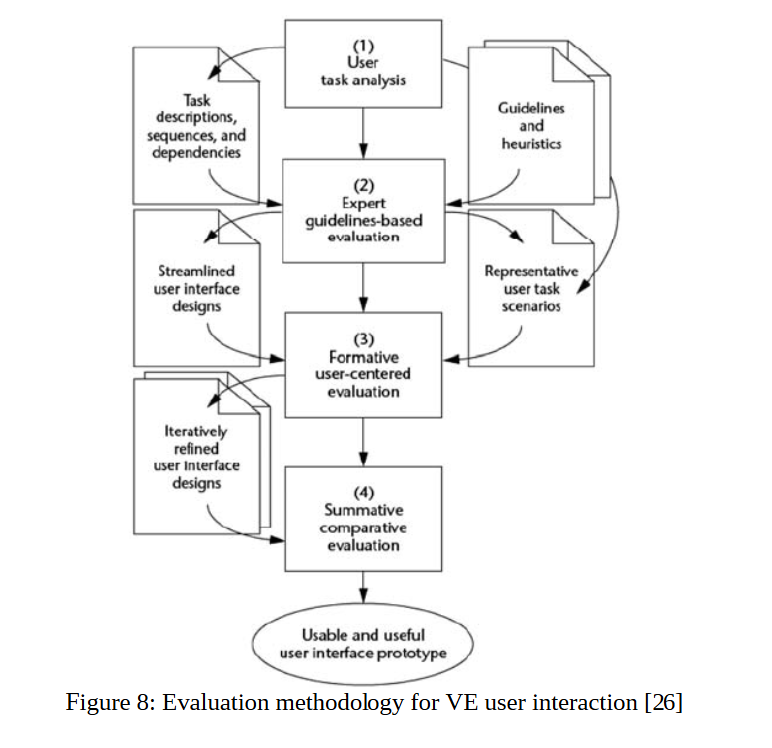 (1)
User
task analysis
Task
descriptions,
sequences, and
dependencies
Guidelines
and
heuristics
(2)
Expert
guidelines-based
evaluation
Streamlined
user interface
designs
Representative
user task
scenarios
(3)
Formative
user-centered
evaluation
Iteratively
refined
user interface
designs
(4)
Summative
comparative
evaluation
Usable and useful
user interface prototype
Figure 8: Evaluation methodology for VE user interaction [26]